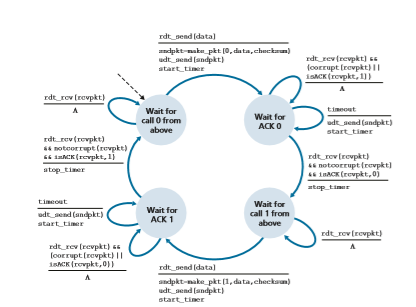 rdt_send(data)
sndpkt=make_pkt(0,data,checksum)
udt_send(sndpkt)
start_timer
rdt_rcv(rcvpkt) &&
(corrupt(rcvpkt)||
isACK(rcvpkt,1))
Λ
rdt_rcv(rcvpkt)
Λ
Wait for
call 0 from
above
Wait for
ACK 0
timeout
udt_send(sndpkt)
start_timer
rdt_rcv(rcvpkt)
&& notcorrupt(rcvpkt)
&& isACK(rcvpkt,1)
stop_timer
rdt_rcv(rcvpkt)
&& notcorrupt(rcvpkt)
&& isACK(rcvpkt,0)
stop_timer
timeout
udt_send(sndpkt)
start_timer
Wait for
ACK 1
Wait for
call 1 from
above
rdt_rcv(rcvpkt)
Λ
rdt_rcv(rcvpkt) &&
(corrupt(rcvpkt)||
isACK(rcvpkt,0))
Λ
rdt_send(data)
sndpkt=make_pkt(1,data,checksum)
udt_send(sndpkt)
start_timer